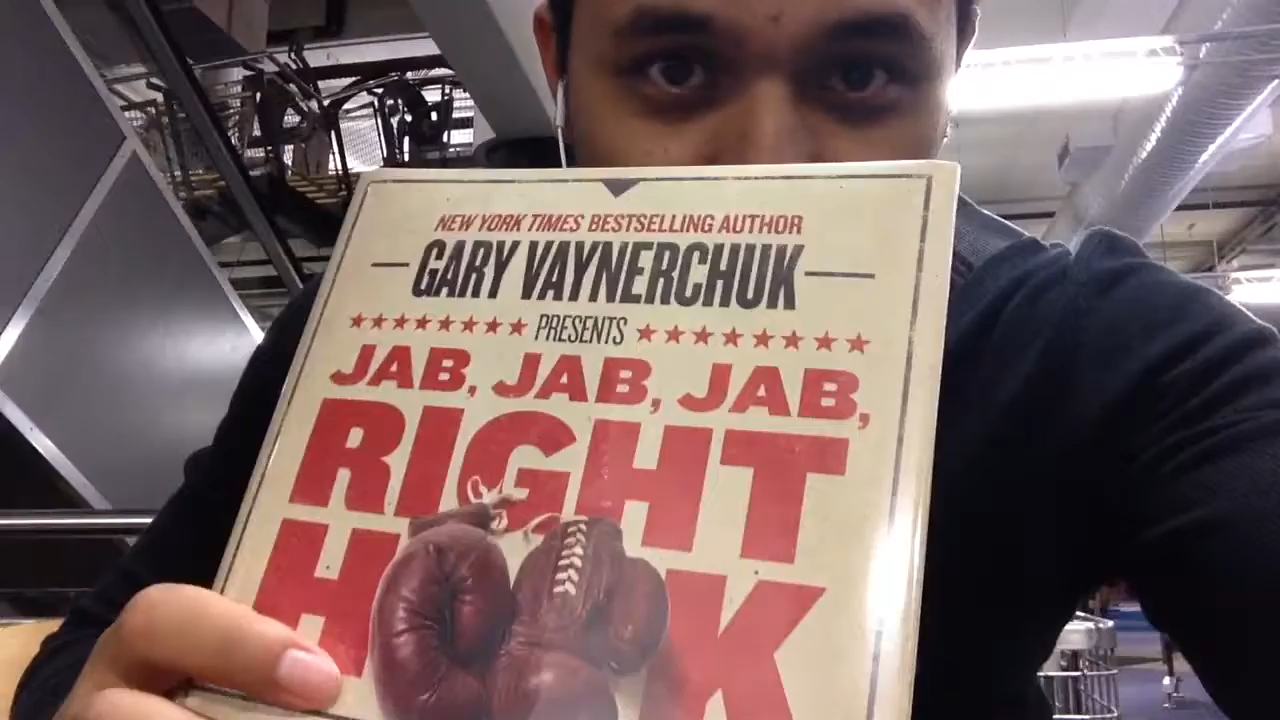 NEW YORK TIMES BESTSELLING AUTHOR
GARY VAYNERCHUK
PRESENTS
JAB, JAB, JAB,
RIGHT
H K